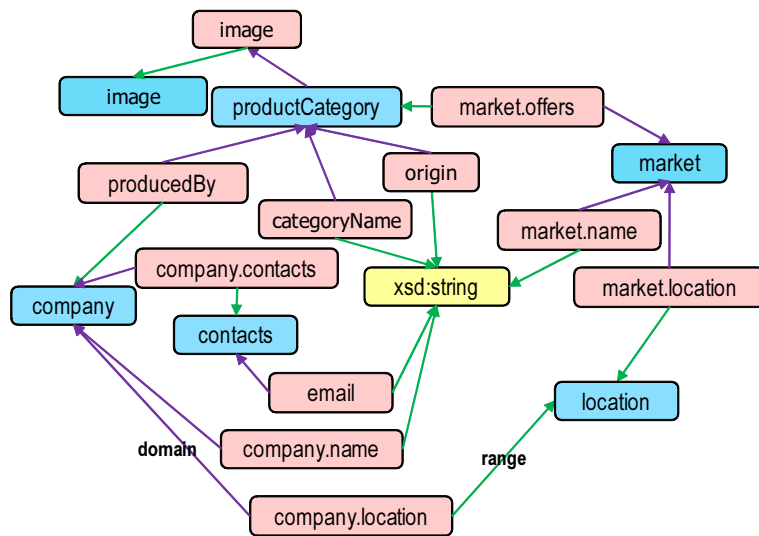 image
image
productCategory
market.offers
market
producedBy
origin
categoryName
market.name
company.contacts
xsd:string
market.location
company
contacts
email
location
domain
company.name
range
company.location